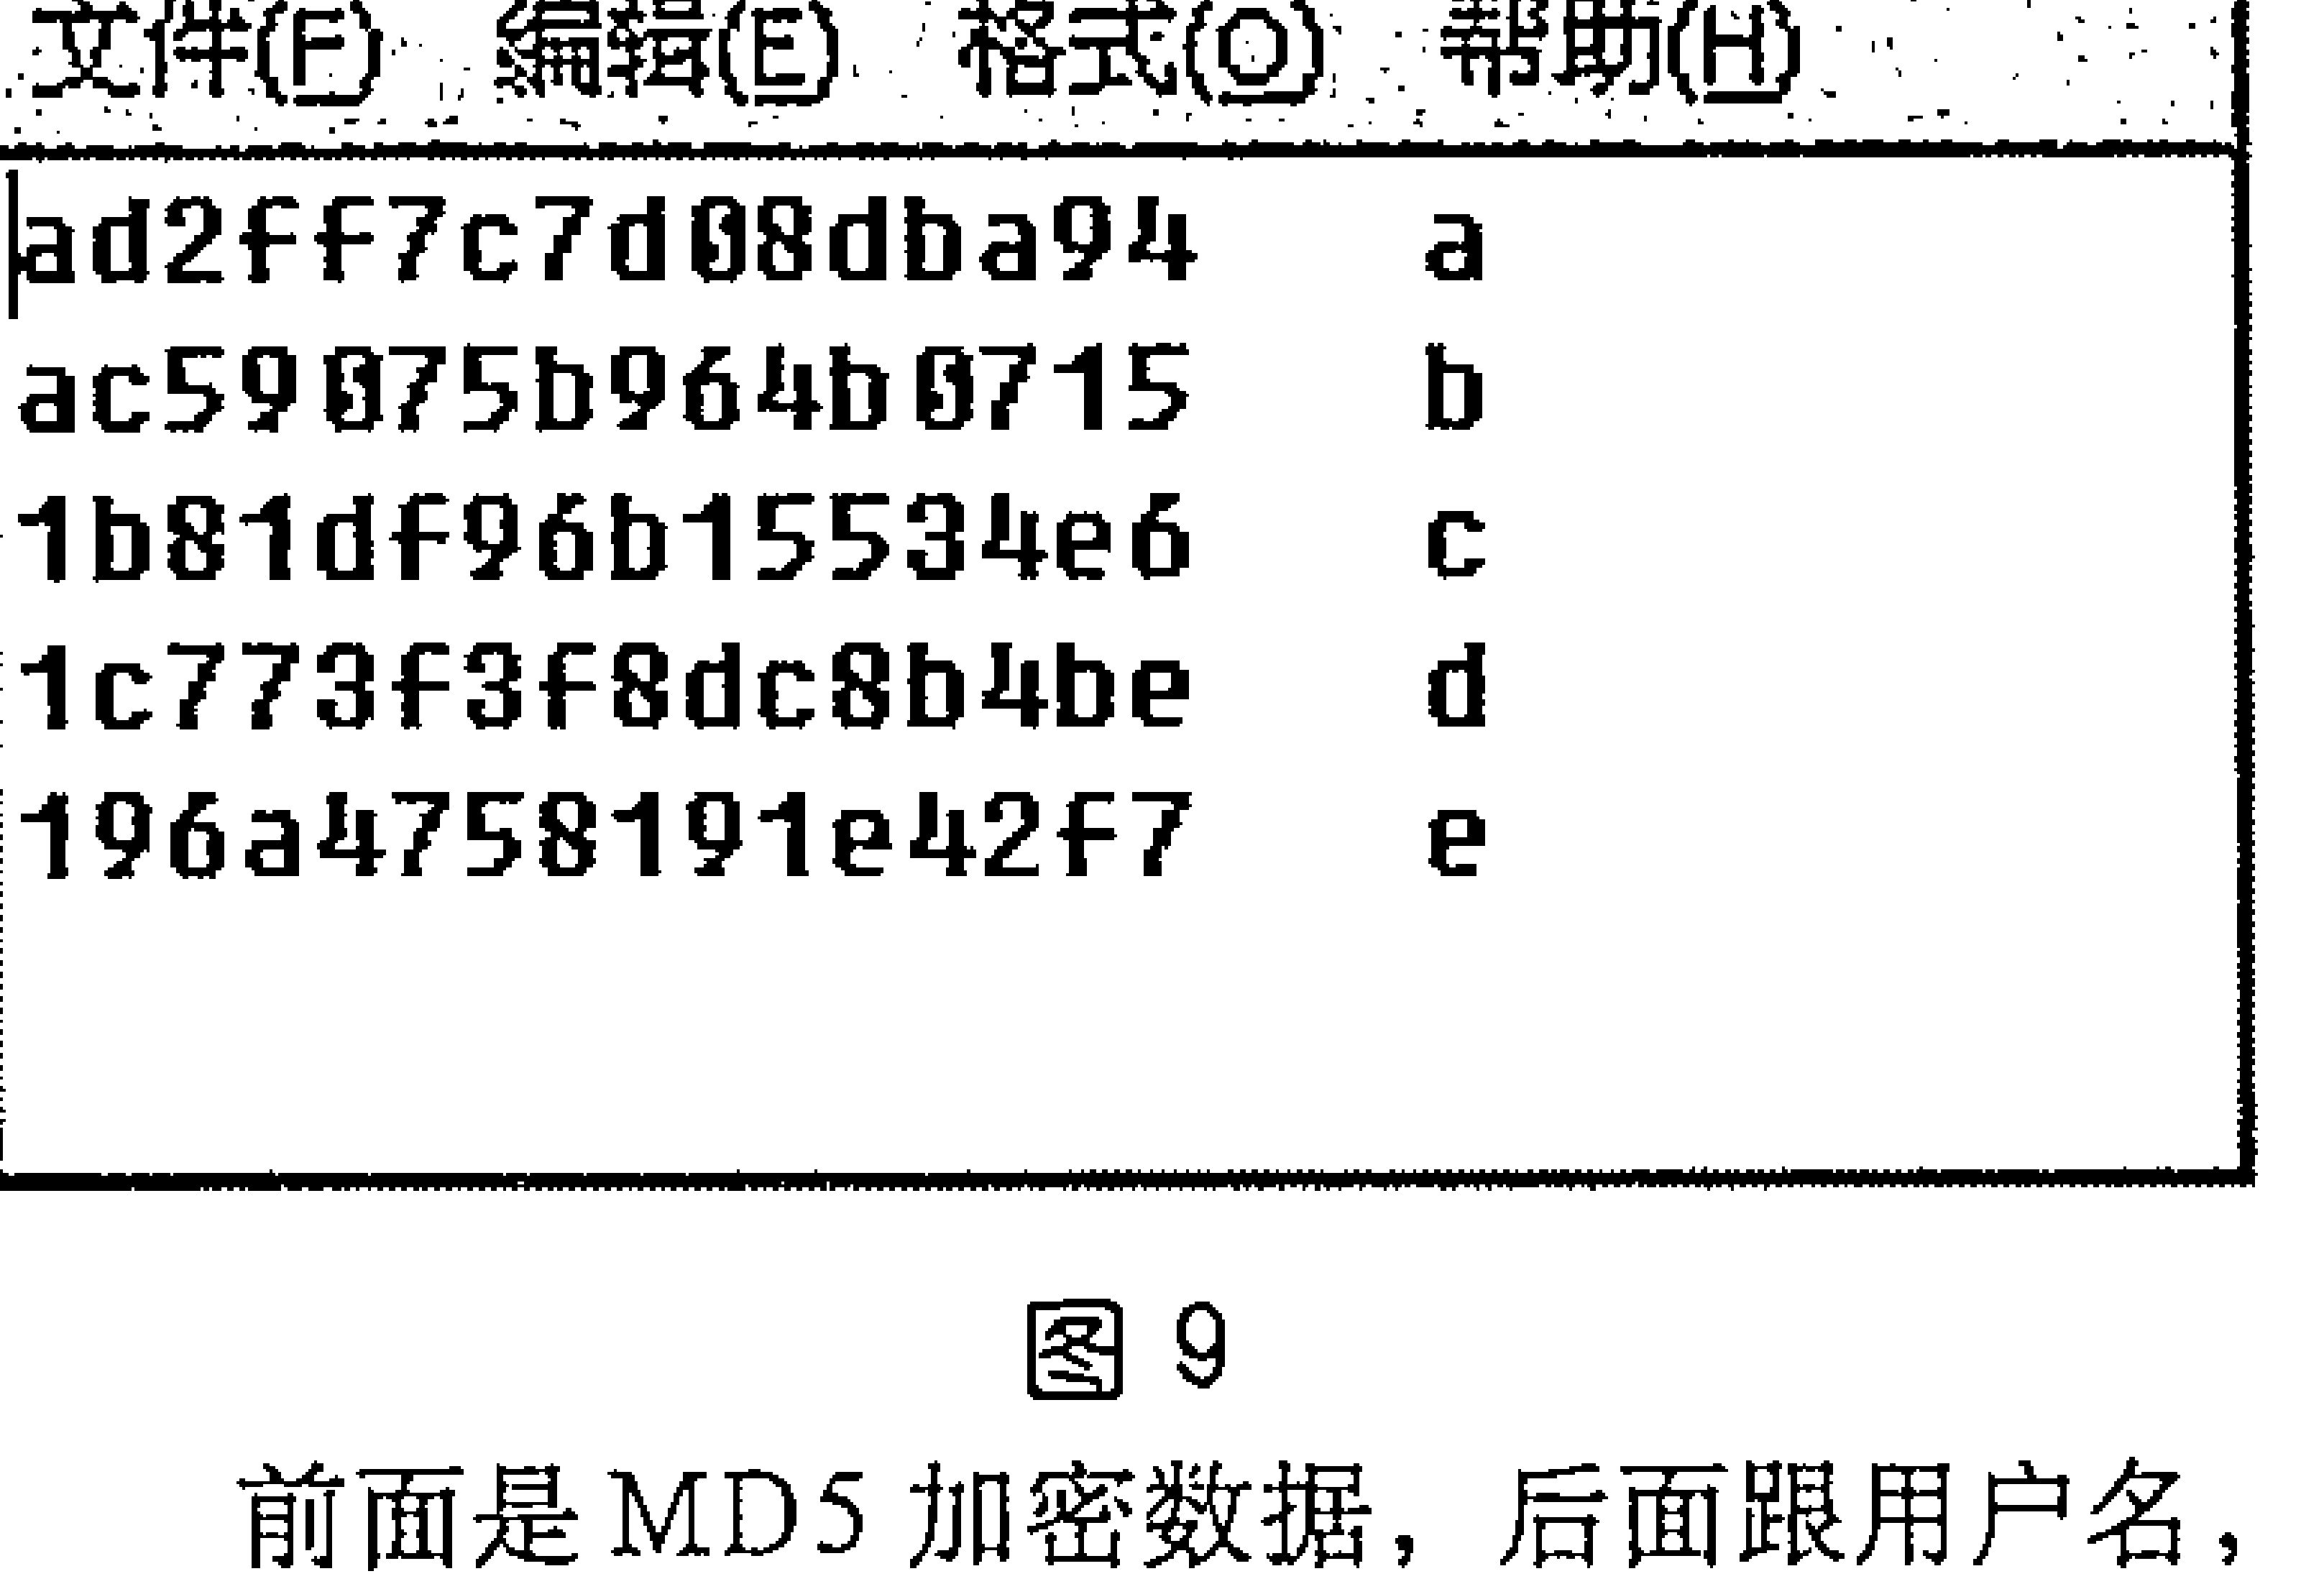 文件(F) 编辑(E) 格式(O) 帮助(H)
ad2ff7c7d08dba94 a
ac59075b964b0715 b
1b81df96b15534e6 c
1c773f3f8dc8b4be d
196a4758191e42f7 e
图 9
前面是 MD5 加密数据，后面跟用户名，